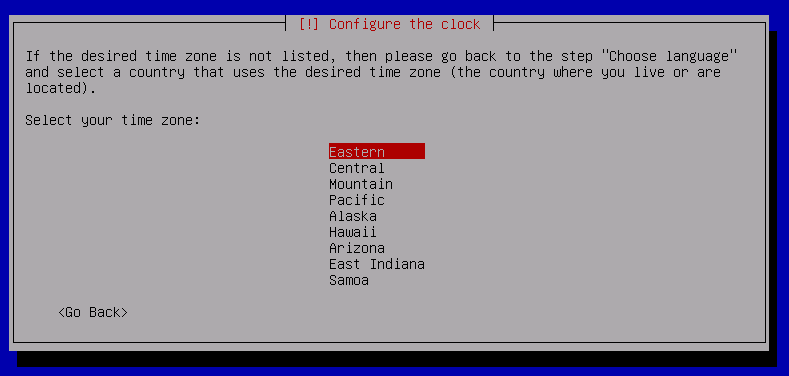 [!] Configure the clock
If the desired time zone is not listed, then please go back to the step "Choose language"
and select a country that uses the desired time zone (the country where you live or are
located).
Select your time zone:
Eastern
Central
Mountain
Pacific
Alaska
Hawaii
Arizona
East Indiana
Samoa
<Go Back>